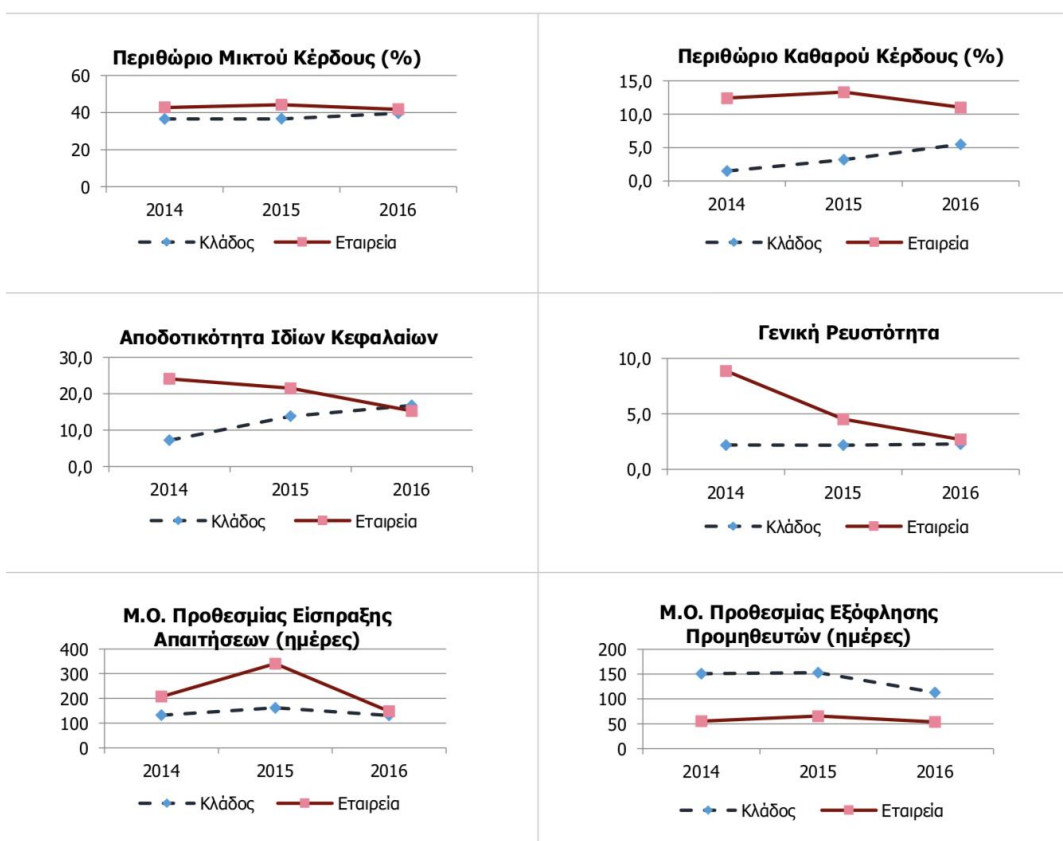 Περιθώριο Μικτού Κέρδους (%)
60
40
20
0
2014 2015 2016
Κλάδος Εταιρεία
Περιθώριο Καθαρού Κέρδους (%)
15,0
10,0
5,0
0,0
2014 2015 2016
Κλάδος Εταιρεία
Αποδοτικότητα Ιδίων Κεφαλαίων
30,0
20,0
10,0
0,0
2014 2015 2016
Κλάδος Εταιρεία
Γενική Ρευστότητα
10,0
5,0
0,0
2014 2015 2016
Κλάδος Εταιρεία
Μ.Ο. Προθεσμίας Είσπραξης
Απαιτήσεων (ημέρες)
400
300
200
100
0
2014 2015 2016
Κλάδος Εταιρεία
Μ.Ο. Προθεσμίας Εξόφλησης
Προμηθευτών (ημέρες)
200
150
100
50
0
2014 2015 2016
Κλάδος Εταιρεία